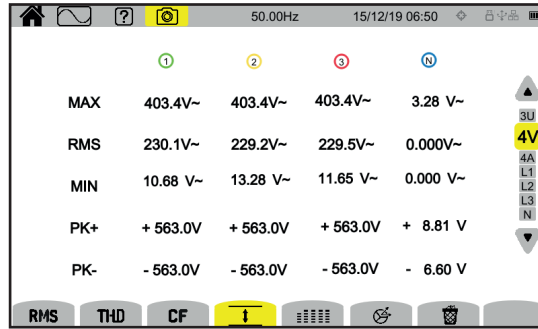 ? 50.00Hz 15/12/19 06:50
1 2 3 N
MAX 403.4V~ 403.4V~ 403.4V~ 3.28 V~
RMS 230.1V~ 229.2V~ 229.5V~ 0.000V~
MIN 10.68 V~ 13.28 V~ 11.65 V~ 0.000 V~
PK+ + 563.0V + 563.0V + 563.0V + 8.81 V
PK- - 563.0V - 563.0V - 563.0V - 6.60 V
3U
4V
4A
L1
L2
L3
N
RMS THD CF